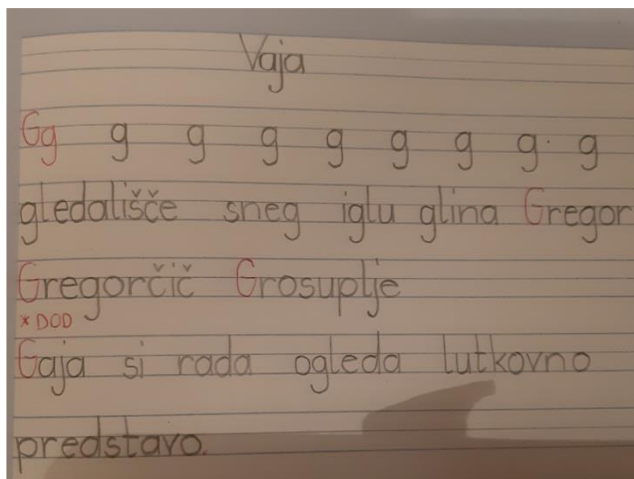 Vaja
Gg g g g g g g g g
gledališče sneg iglu glina Gregor
Gregorčič Grosuplje
* DOD
Gaja si rada ogleda lutkovno
predstavo.